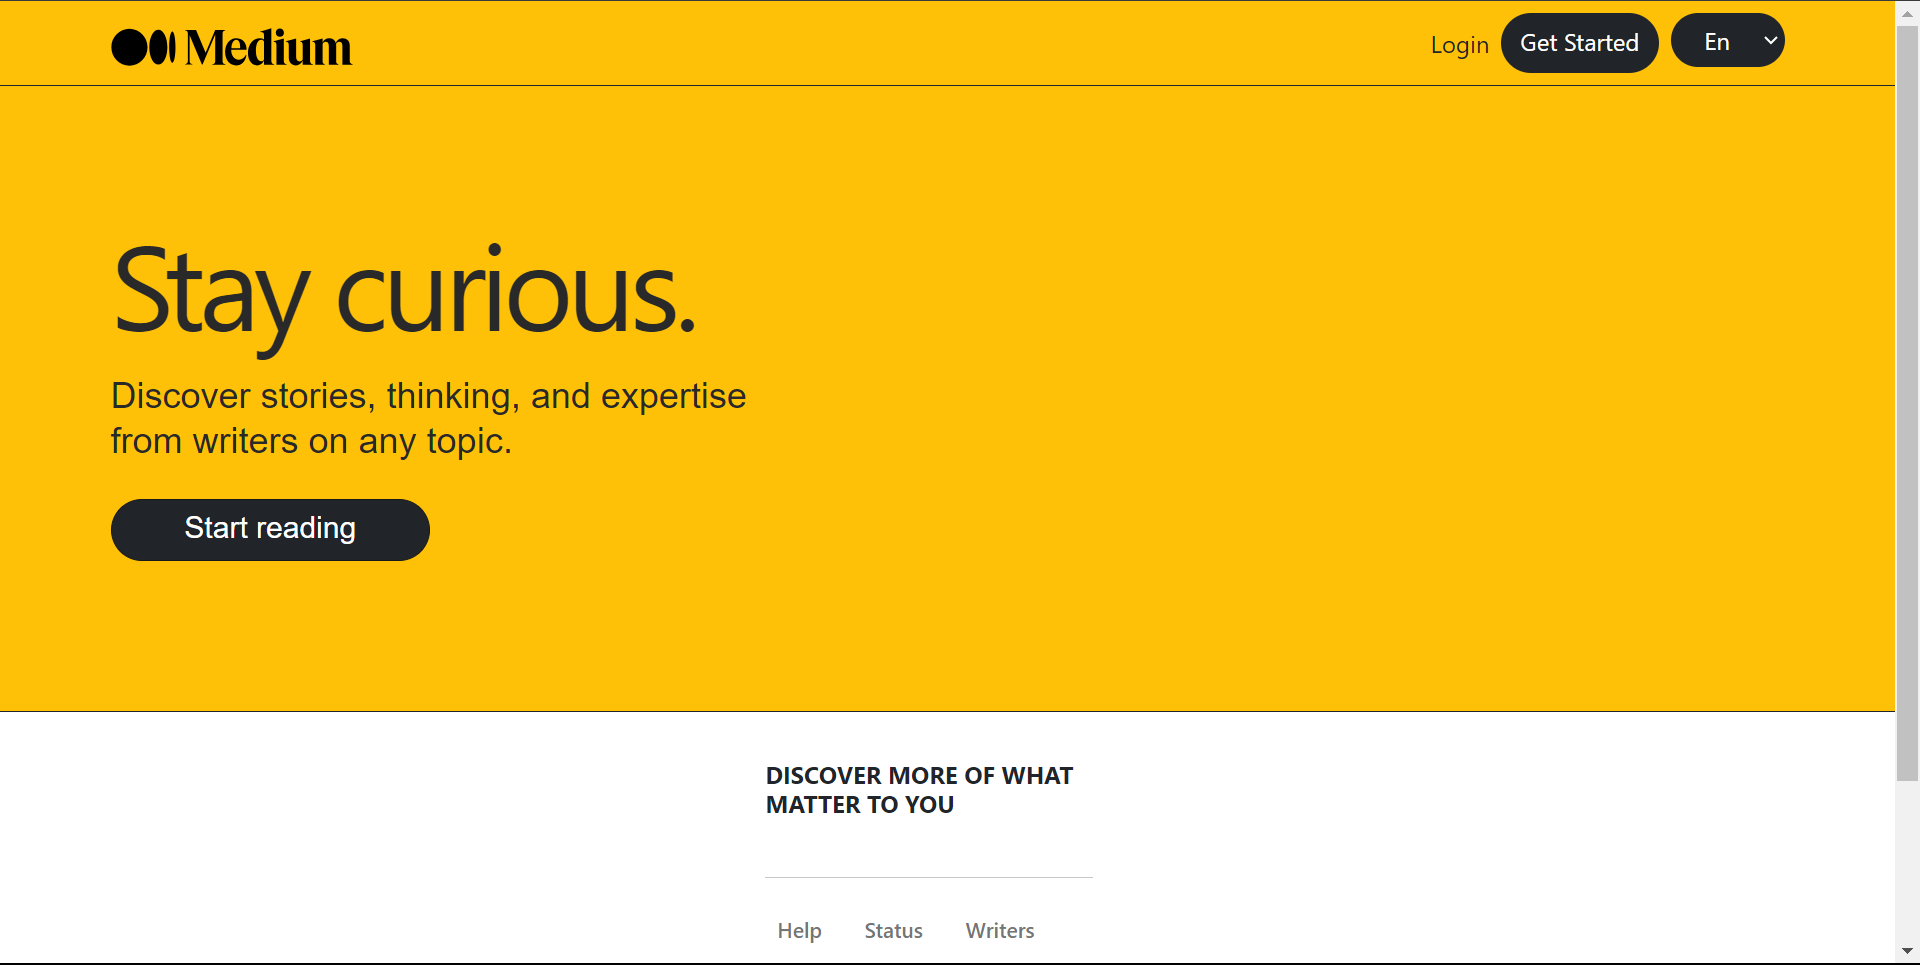 Medium
Login
Get Started
En
Stay curious.
Discover stories, thinking, and expertise
from writers on any topic.
Start reading
DISCOVER MORE OF WHAT
MATTER TO YOU
Help
Status
Writers